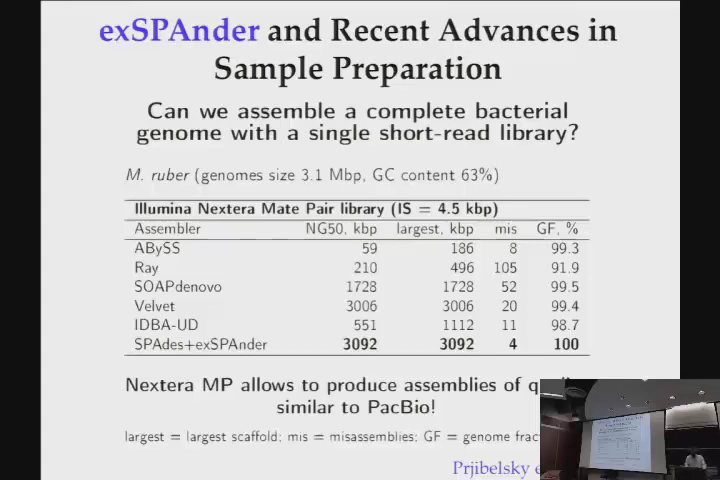 exSPAnder and Recent Advances in
Sample Preparation
Can we assemble a complete bacterial
genome with a single short-read library?
M. ruber (genomes size 3.1 Mbp, GC content 63%)
Illumina Nextera Mate Pair library (IS = 4.5 kbp)
Assembler NG50, kbp largest, kbp mis GF, %
ABySS 59 186 8 99.3
Ray 210 496 105 91.9
SOAPdenovo 1728 1728 52 99.5
Velvet 3006 3006 20 99.4
IDBA-UD 551 1112 11 98.7
SPAdes+exSPAnder 3092 3092 4 100
Nextera MP allows to produce assemblies of
similar to PacBio!
largest = largest scaffold; mis = misassemblies; GF = genome
Prjibelsky